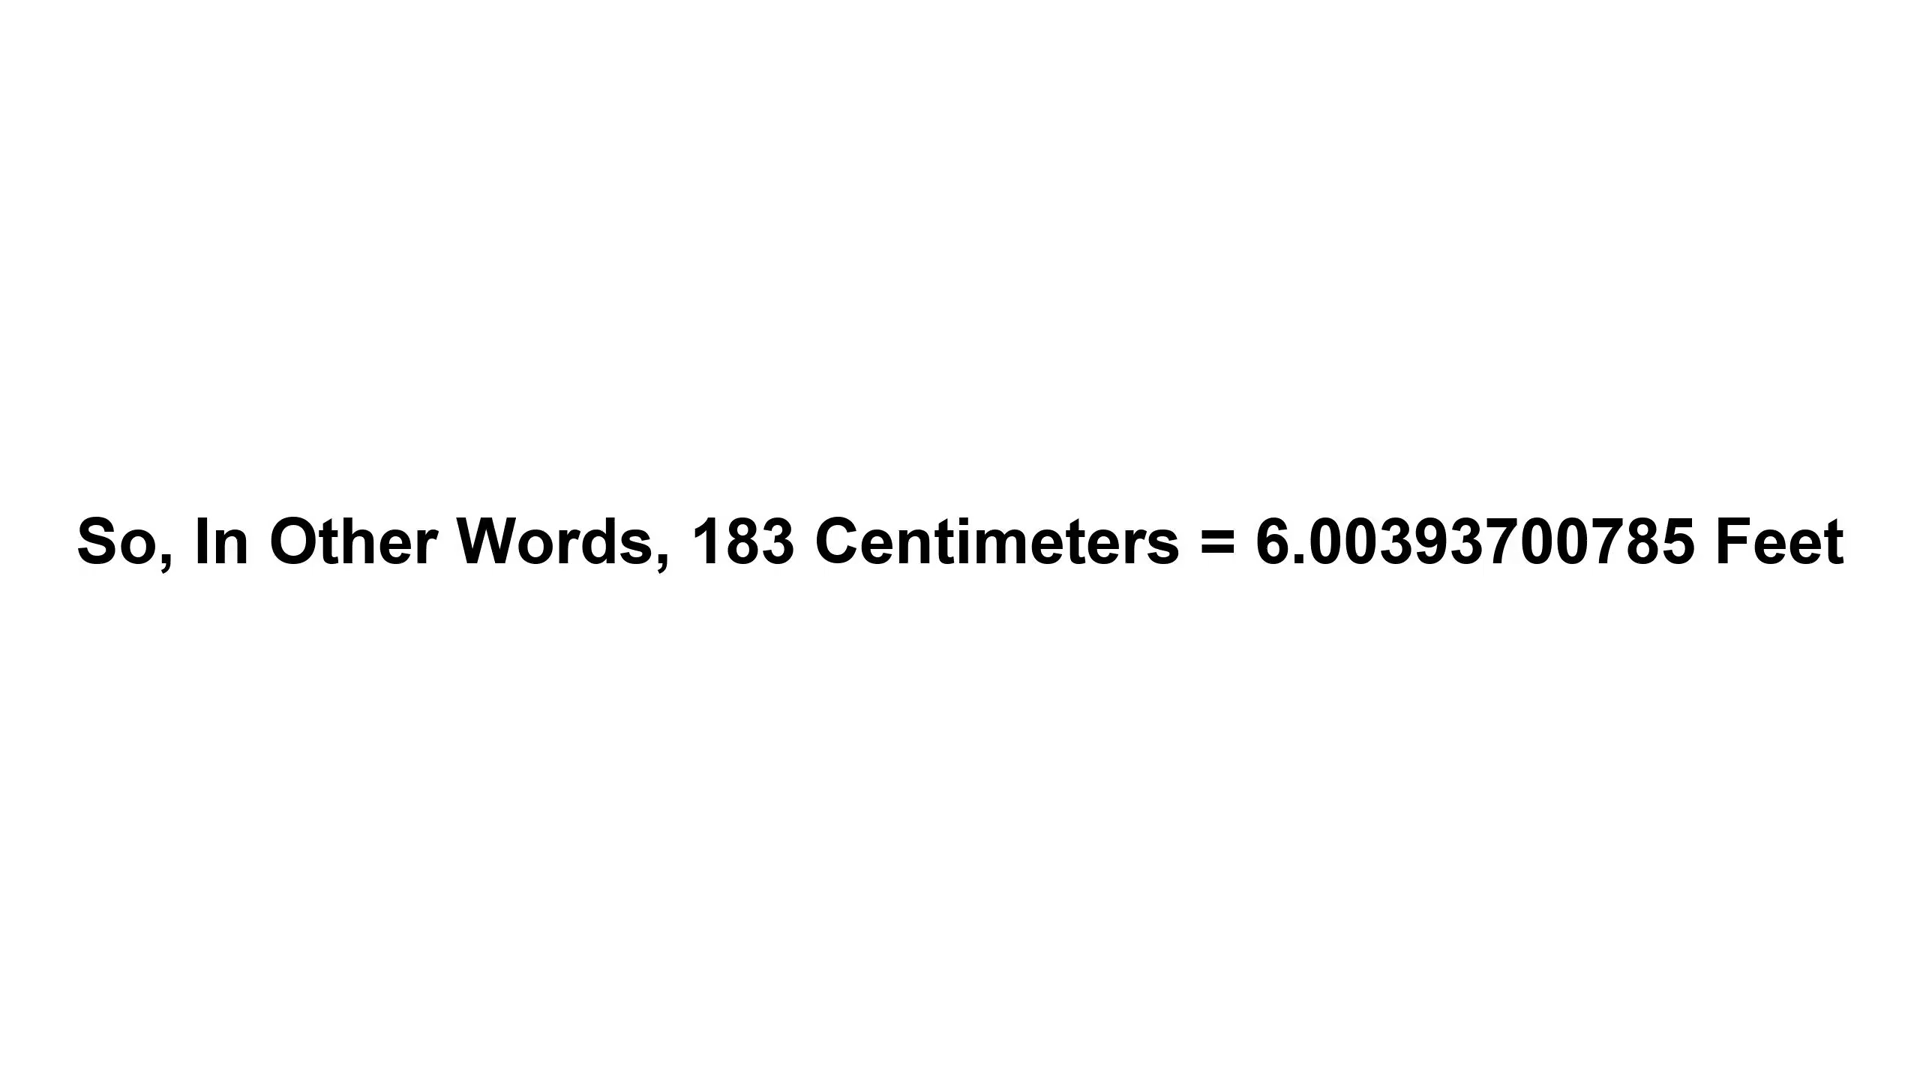 So, In Other Words, 183 Centimeters = 6.00393700785 Feet